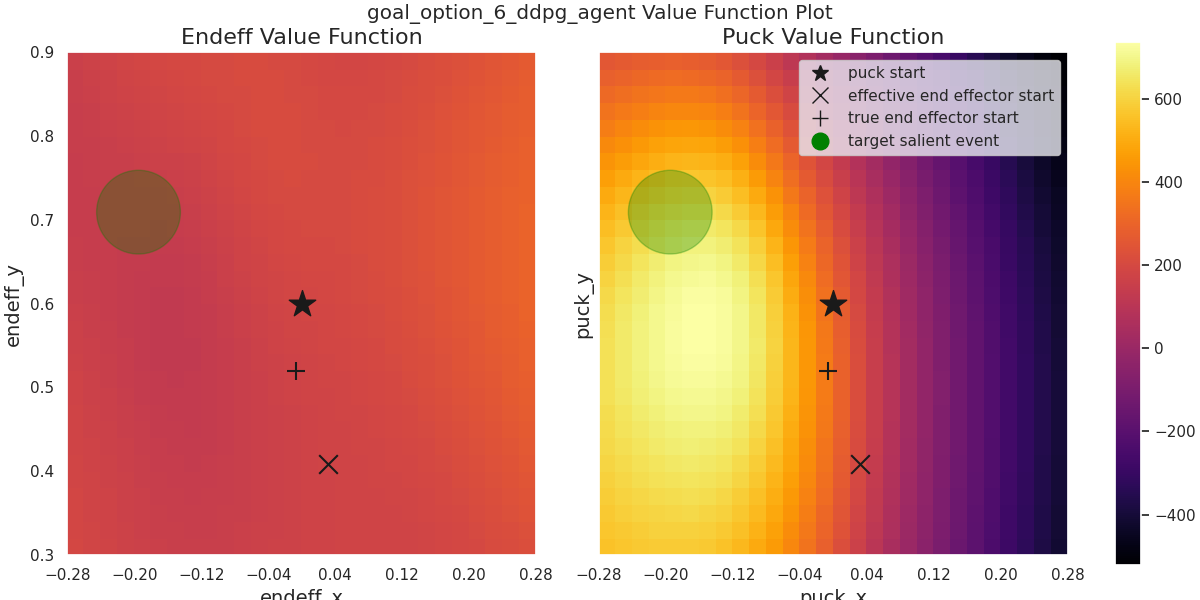 goal_option_6_ddpg_agent Value Function Plot
Endeff Value Function
Puck Value Function
0.9
0.8
0.7
0.6
0.5
0.4
0.3
endeff_y
−0.28 −0.20 −0.12 −0.04 0.04 0.12 0.20 0.28
endeff_x
puck start
effective end effector start
true end effector start
target salient event
puck_y
−0.28 −0.20 −0.12 −0.04 0.04 0.12 0.20 0.28
puck_x
600
400
200
0
−200
−400